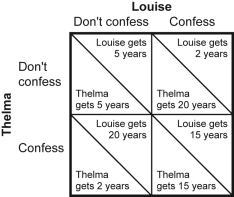 Louise
Don't confess Confess
Louise gets
5 years
Louise gets
2 years
Don't
confess
Thelma
gets 5 years
Thelma
gets 20 years
Thelma
Louise gets
20 years
Louise gets
15 years
Confess
Thelma
gets 2 years
Thelma
gets 15 years